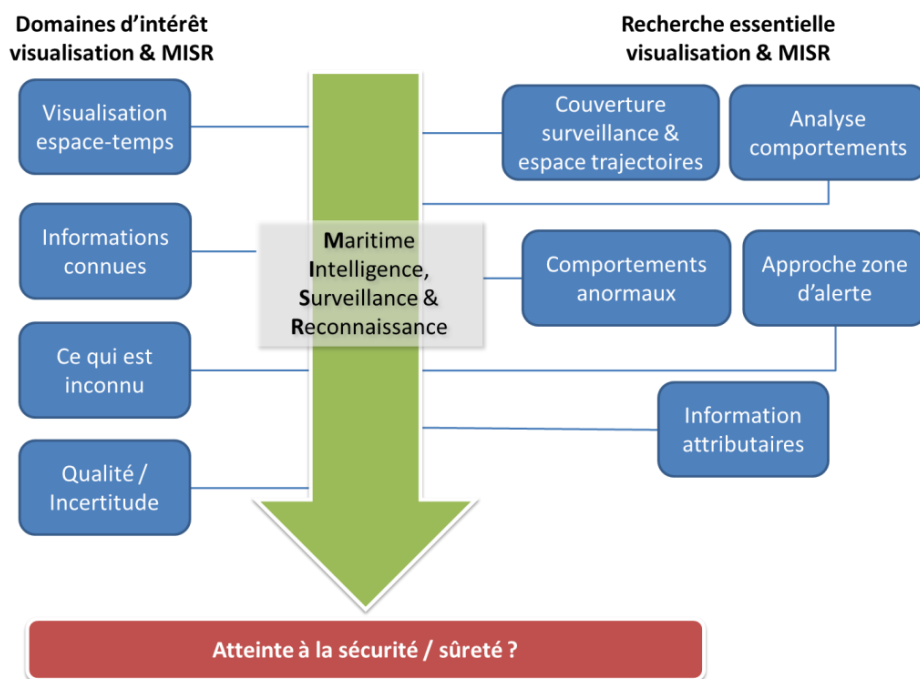 Domaines d’intérêt
visualisation & MISR
Recherche essentielle
visualisation & MISR
Visualisation
espace-temps
Couverture
surveillance &
espace trajectoires
Analyse
comportements
Informations
connues
Maritime
Intelligence,
Surveillance &
Reconnaissance
Comportements
anormaux
Approche zone
d’alerte
Ce qui est
inconnu
Information
attributaires
Qualité /
Incertitude
Atteinte à la sécurité / sûreté ?